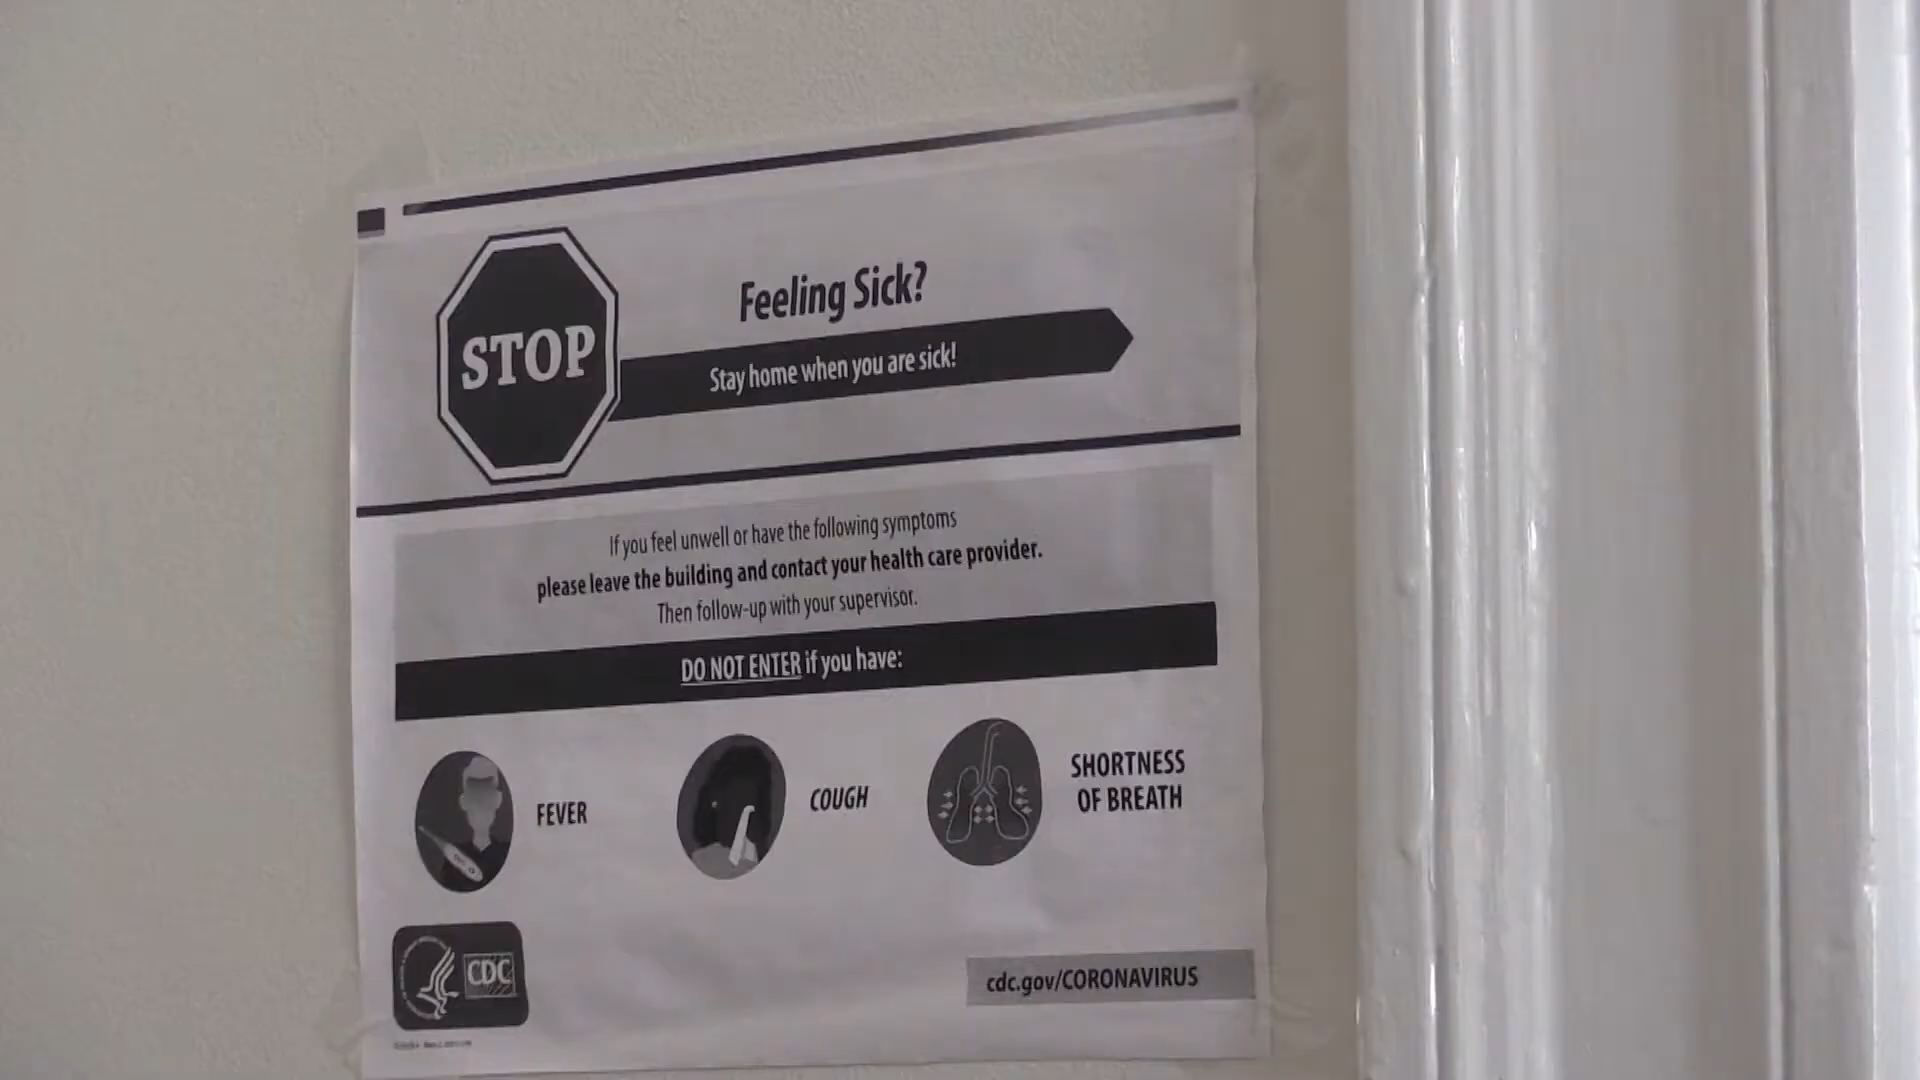 Feeling Sick?
STOP
Stay home when you are sick!
If you feel unwell or have the following symptoms
please leave the building and contact your health care provider.
Then follow-up with your supervisor.
DO NOT ENTER if you have:
FEVER
COUGH
SHORTNESS
OF BREATH
CDC
cdc.gov/CORONAVIRUS